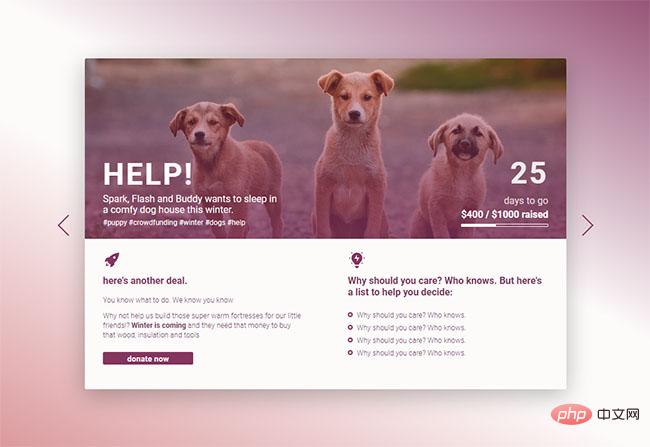 HELP!
Spark, Flash and Buddy wants to sleep in
a comfy dog house this winter.
#puppy #crowdfunding #winter #dogs #help
25
days to go
$400 / $1000 raised
here's another deal.
You know what to do. We know you know
Why not help us build those super warm fortresses for our little
friends!? Winter is coming and they need that money to buy
that wood, insulation and tools
donate now
Why should you care? Who knows. But here's
a list to help you decide:
Why should you care? Who knows.
Why should you care? Who knows.
Why should you care? Who knows.
Why should you care? Who knows.
php 中文网